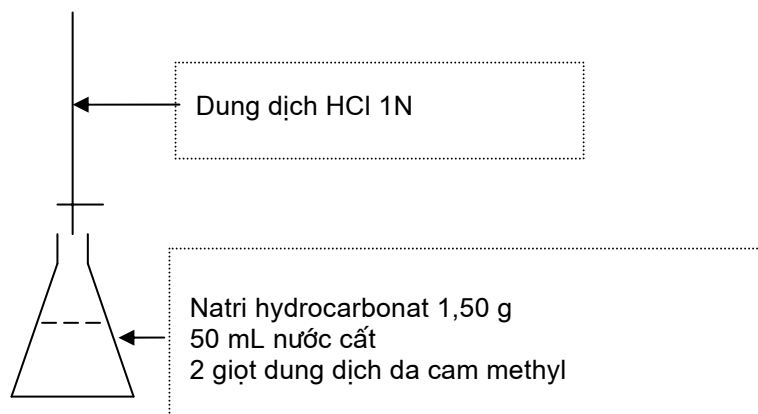 Dung dịch HCl 1N
Natri hydrocarbonat 1,50 g
50 mL nước cất
2 giọt dung dịch da cam methyl